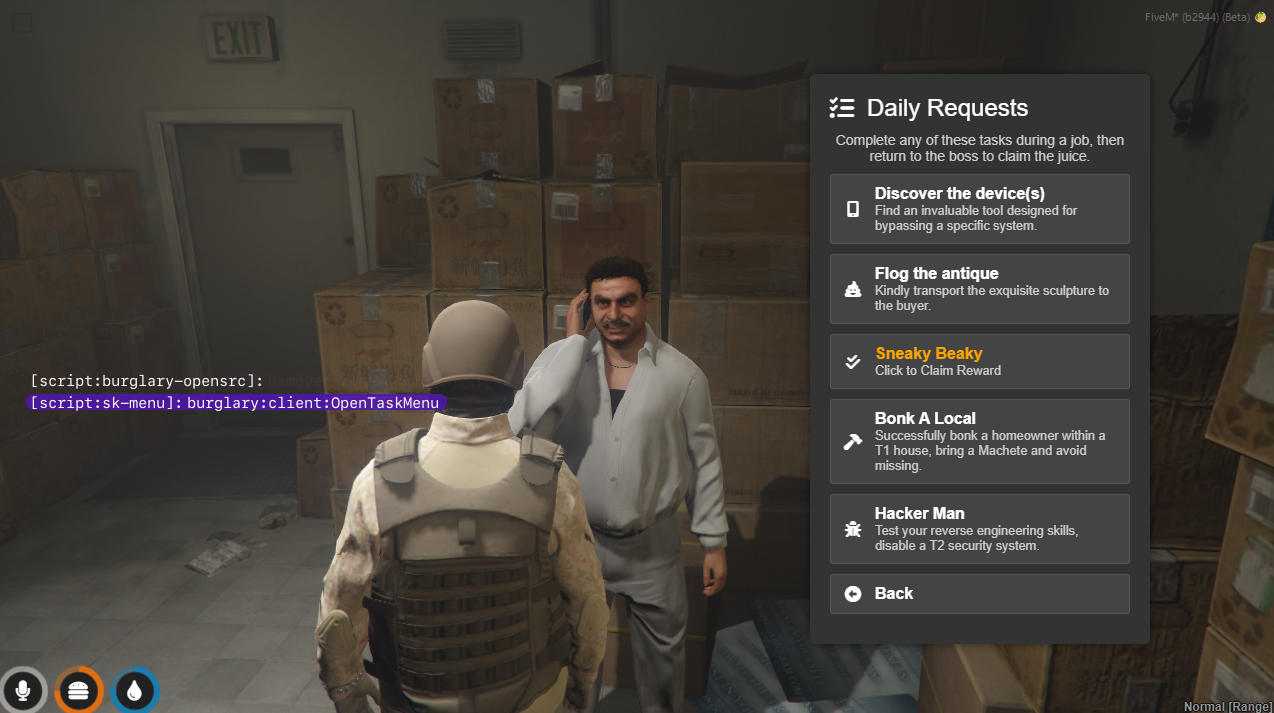 EXIT
FiveM* (b2944) (Beta)
Daily Requests
Complete any of these tasks during a job, then
return to the boss to claim the juice.
Discover the device(s)
Find an invaluable tool designed for
bypassing a specific system.
Flog the antique
Kindly transport the exquisite sculpture to
the buyer.
Sneaky Beaky
Click to Claim Reward
Bonk A Local
Successfully bonk a homeowner within a
T1 house, bring a Machete and avoid
missing.
Hacker Man
Test your reverse engineering skills,
disable a T2 security system.
Back
[script:burglary-opensrc]:
[script:sk-menu]: burglary:client:OpenTaskMenu
Normal [Range]